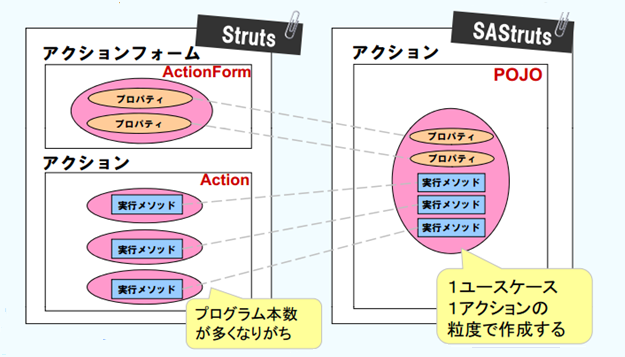 Struts
アクションフォーム
ActionForm
プロパティ
プロパティ
アクション
Action
実行メソッド
実行メソッド
実行メソッド
プログラム本数
が多くなりがち
SAStruts
アクション
POJO
プロパティ
プロパティ
実行メソッド
実行メソッド
実行メソッド
1ユースケース
1アクションの
粒度で作成する